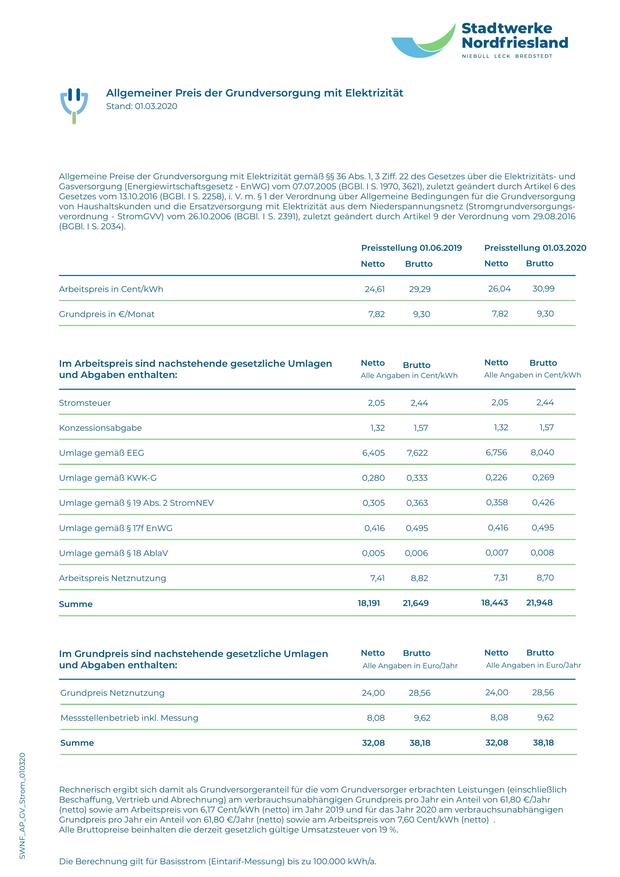 Stadtwerke
Nordfriesland
NIEBÜLL LECK BREDSTEDT
Allgemeiner Preis der Grundversorgung mit Elektrizität
Stand: 01.03.2020
Allgemeine Preise der Grundversorgung mit Elektrizität gemäß §§ 36 Abs. 1, 3 Ziff. 22 des Gesetzes über die Elektrizitäts- und
Gasversorgung (Energiewirtschaftsgesetz - EnWG) vom 07.07.2005 (BGBl. I S. 1970, 3621), zuletzt geändert durch Artikel 6 des
Gesetzes vom 13.10.2016 (BGBl. I S. 2258), i. V. m. § 1 der Verordnung über Allgemeine Bedingungen für die Grundversorgung
von Haushaltskunden und die Ersatzversorgung mit Elektrizität aus dem Niederspannungsnetz (Stromgrundversorgungs-
verordnung - StromGVV) vom 26.10.2006 (BGBl. I S. 2391), zuletzt geändert durch Artikel 9 der Verordnung vom 29.08.2016
(BGBl. I S. 2034).
Preisstellung 01.06.2019 Preisstellung 01.03.2020
Netto Brutto Netto Brutto
Arbeitspreis in Cent/kWh 24,61 29,29 26,04 30,99
Grundpreis in €/Monat 7,82 9,30 7,82 9,30
Im Arbeitspreis sind nachstehende gesetzliche Umlagen Netto Brutto Netto Brutto
und Abgaben enthalten: Alle Angaben in Cent/kWh Alle Angaben in Cent/kWh
Stromsteuer 2,05 2,44 2,05 2,44
Konzessionsabgabe 1,32 1,57 1,32 1,57
Umlage gemäß EEG 6,405 7,622 6,756 8,040
Umlage gemäß KWK-G 0,280 0,333 0,226 0,269
Umlage gemäß § 19 Abs. 2 StromNEV 0,305 0,363 0,358 0,426
Umlage gemäß § 17f EnWG 0,416 0,495 0,416 0,495
Umlage gemäß § 18 AblaV 0,005 0,006 0,007 0,008
Arbeitspreis Netznutzung 7,41 8,82 7,31 8,70
Summe 18,191 21,649 18,443 21,948
Im Grundpreis sind nachstehende gesetzliche Umlagen Netto Brutto Netto Brutto
und Abgaben enthalten: Alle Angaben in Euro/Jahr Alle Angaben in Euro/Jahr
Grundpreis Netznutzung 24,00 28,56 24,00 28,56
Messstellenbetrieb inkl. Messung 8,08 9,62 8,08 9,62
Summe 32,08 38,18 32,08 38,18
Rechnerisch ergibt sich damit als Grundversorgeranteil für die vom Grundversorger erbrachten Leistungen (einschließlich
Beschaffung, Vertrieb und Abrechnung) am verbrauchsunabhängigen Grundpreis pro Jahr ein Anteil von 61,80 €/Jahr
(netto) sowie am Arbeitspreis von 6,17 Cent/kWh (netto) im Jahr 2019 und für das Jahr 2020 am verbrauchsunabhängigen
Grundpreis pro Jahr ein Anteil von 61,80 €/Jahr (netto) sowie am Arbeitspreis von 7,60 Cent/kWh (netto) .
Alle Bruttopreise beinhalten die derzeit gesetzlich gültige Umsatzsteuer von 19 %.
Die Berechnung gilt für Basisstrom (Eintarif-Messung) bis zu 100.000 kWh/a.
SWNF_AP_GV_Strom_010320